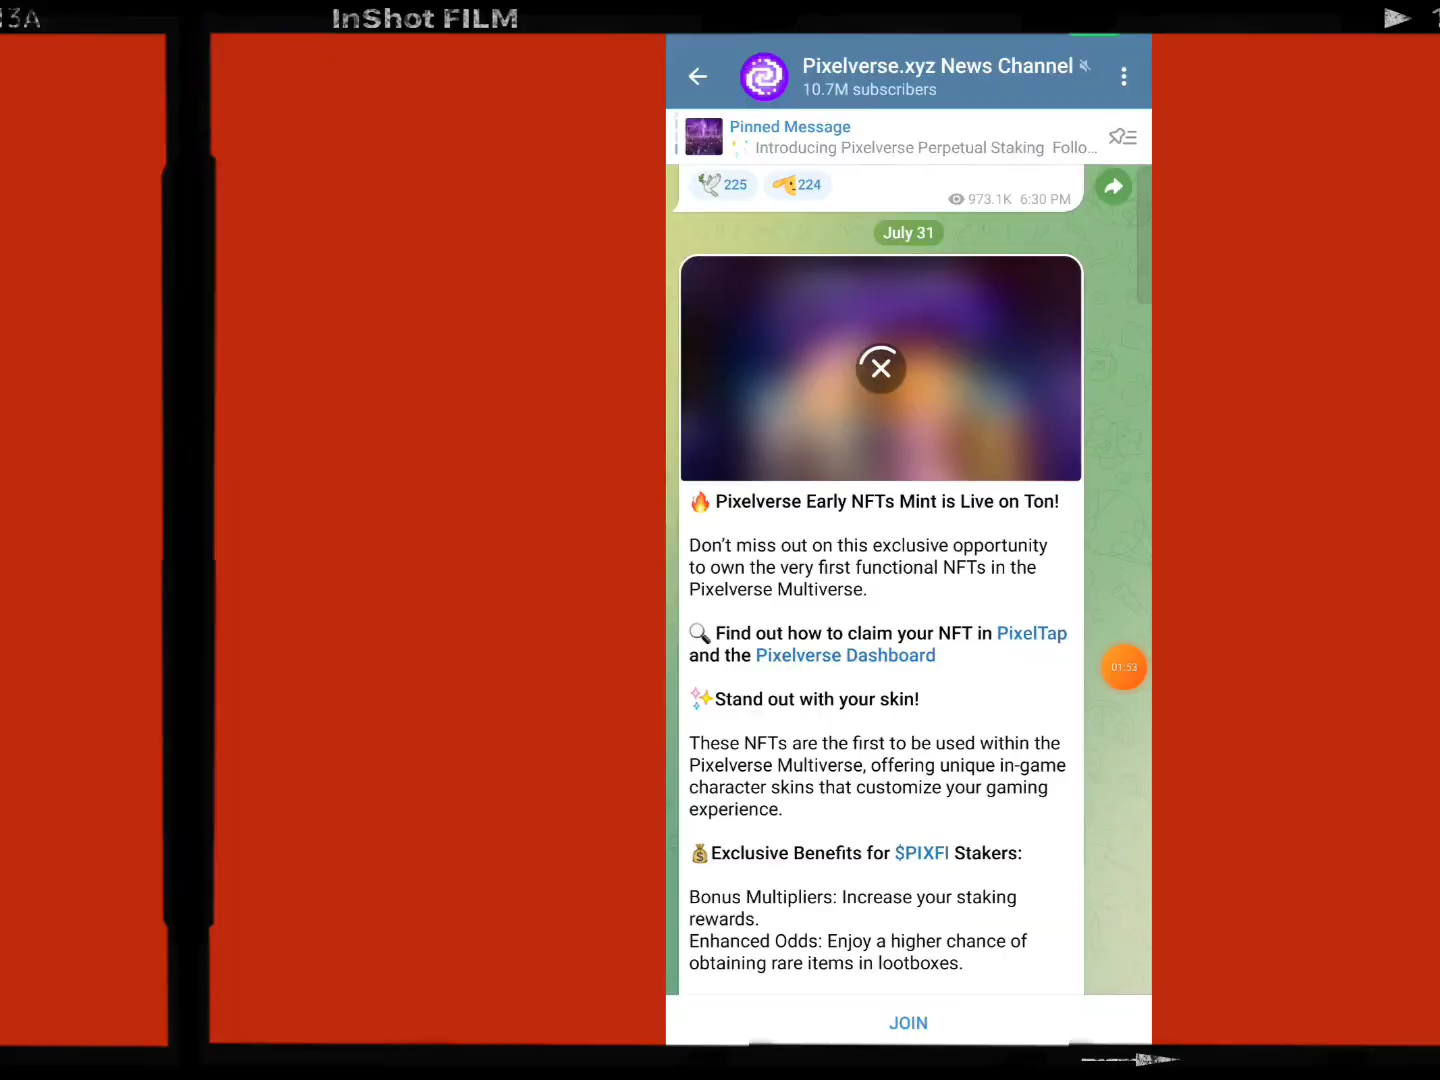 13A
InShot FILM
Pixelverse.xyz News Channel
10.7M subscribers
Pinned Message
Introducing Pixelverse Perpetual Staking Follo...
225 224
973.1K 6:30 PM
July 31
🔥 Pixelverse Early NFTs Mint is Live on Ton!
Don't miss out on this exclusive opportunity
to own the very first functional NFTs in the
Pixelverse Multiverse.
🔍 Find out how to claim your NFT in PixelTap
and the Pixelverse Dashboard
✨Stand out with your skin!
These NFTs are the first to be used within the
Pixelverse Multiverse, offering unique in-game
character skins that customize your gaming
experience.
01:53
💰Exclusive Benefits for $PIXFI Stakers:
Bonus Multipliers: Increase your staking
rewards.
Enhanced Odds: Enjoy a higher chance of
obtaining rare items in lootboxes.
JOIN